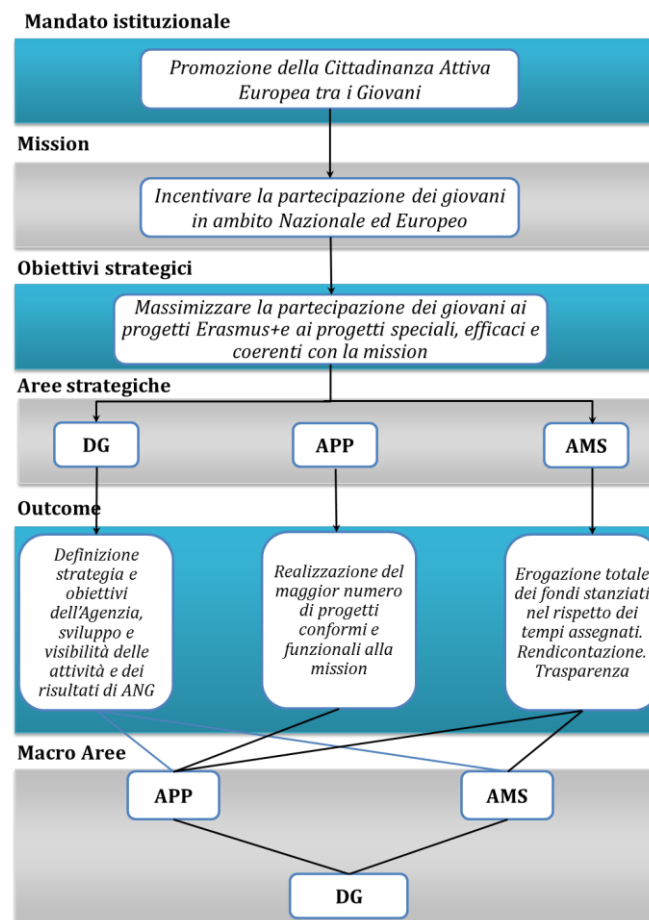 Mandato istituzionale
Promozione della Cittadinanza Attiva
Europea tra i Giovani
Mission
Incentivare la partecipazione dei giovani
in ambito Nazionale ed Europeo
Obiettivi strategici
Massimizzare la partecipazione dei giovani ai
progetti Erasmus+e ai progetti speciali, efficaci e
coerenti con la mission
Aree strategiche
DG
APP
AMS
Outcome
Definizione
strategia e
obiettivi
dell'Agenzia,
sviluppo e
visibilità delle
attività e dei
risultati di ANG
Realizzazione del
maggior numero
di progetti
conformi e
funzionali alla
mission
Erogazione totale
dei fondi stanziati
nel rispetto dei
tempi assegnati.
Rendicontazione.
Trasparenza
Macro Aree
APP
AMS
DG